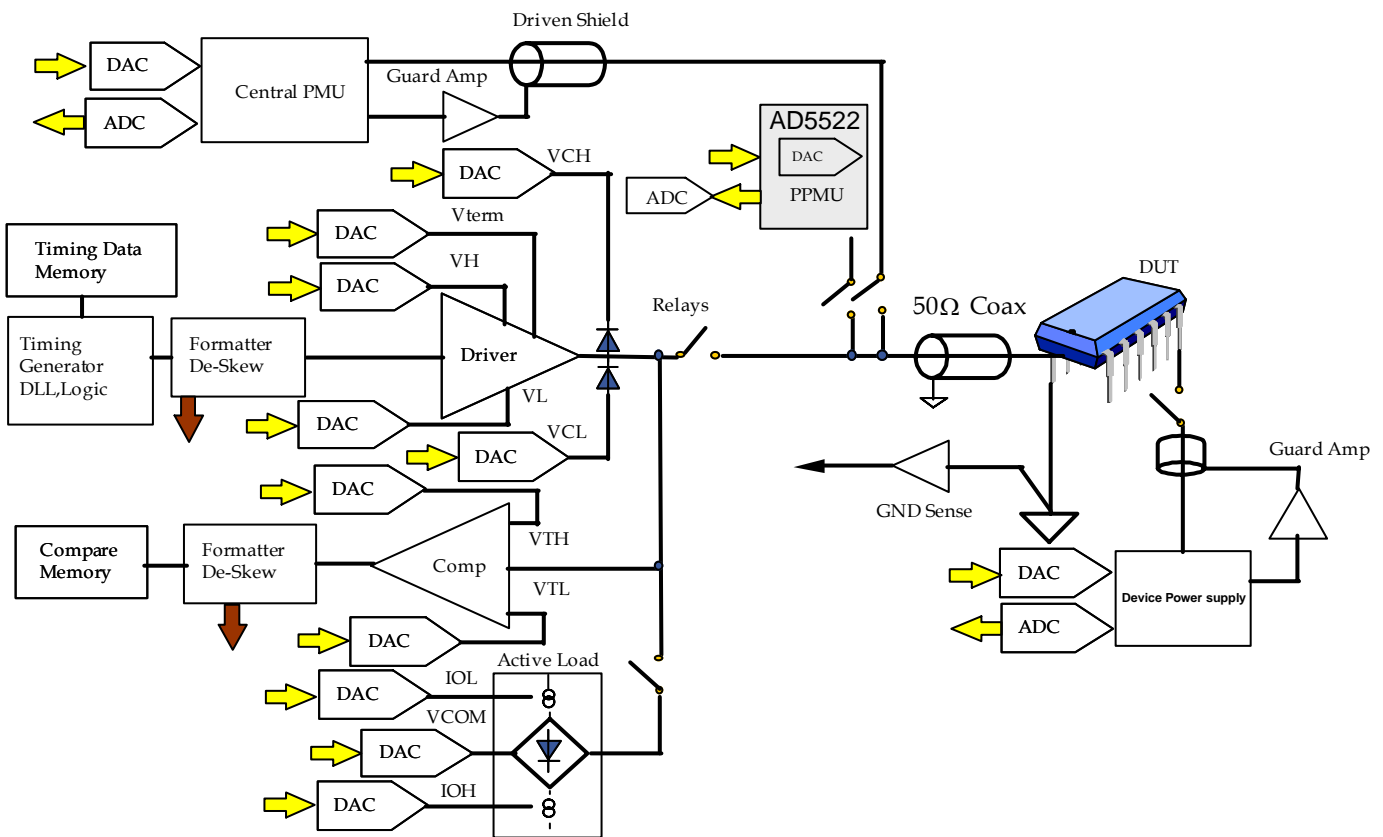 Driven Shield
DAC
Central PMU
Guard Amp
ADC
AD5522
DAC
PPMU
ADC
DAC
VCH
Vterm
DAC
VH
DAC
Timing Data
Memory
Relays
50Ω Coax
DUT
Timing
Generator
DLL,Logic
Formatter
De-Skew
Driver
VL
DAC
VCL
DAC
Guard Amp
GND Sense
DAC
VTH
Compare
Memory
Formatter
De-Skew
Comp
VTL
DAC
DAC
Device Power supply
ADC
Active Load
IOL
DAC
VCOM
DAC
IOH
DAC